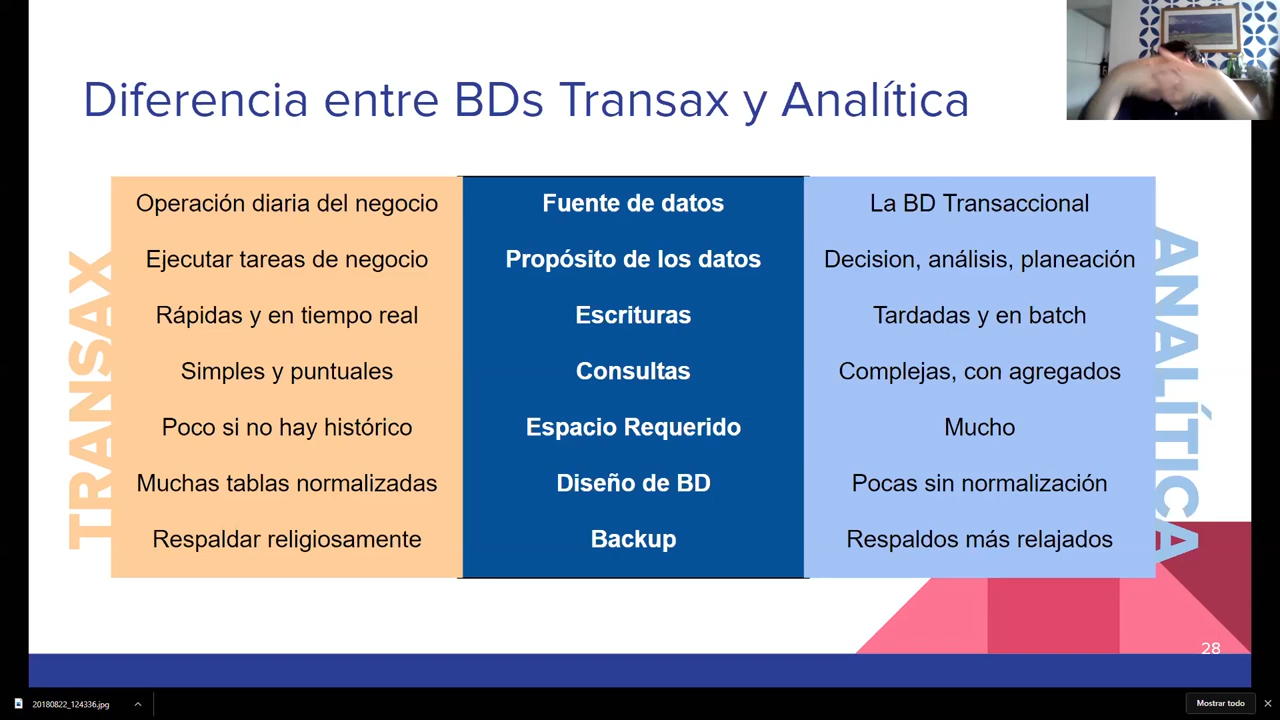 Diferencia entre BDs Transax y Analítica
TRANSAX
Operación diaria del negocio Fuente de datos La BD Transaccional
Ejecutar tareas de negocio Propósito de los datos Decision, análisis, planeación
Rápidas y en tiempo real Escrituras Tardadas y en batch
Simples y puntuales Consultas Complejas, con agregados
Poco si no hay histórico Espacio Requerido Mucho
Muchas tablas normalizadas Diseño de BD Pocas sin normalización
Respaldar religiosamente Backup Respaldos más relajados
ANALÍTICA
28
20180822_124336.jpg
Mostrar todo